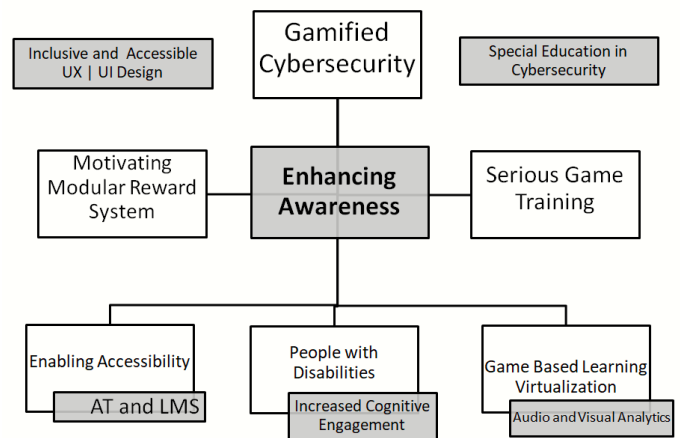 Inclusive and Accessible
UX | UI Design
Gamified
Cybersecurity
Special Education in
Cybersecurity
Motivating
Modular Reward
System
Enhancing
Awareness
Serious Game
Training
Enabling Accessibility
AT and LMS
People with
Disabilities
Increased Cognitive
Engagement
Game Based Learning
Virtualization
Audio and Visual Analytics